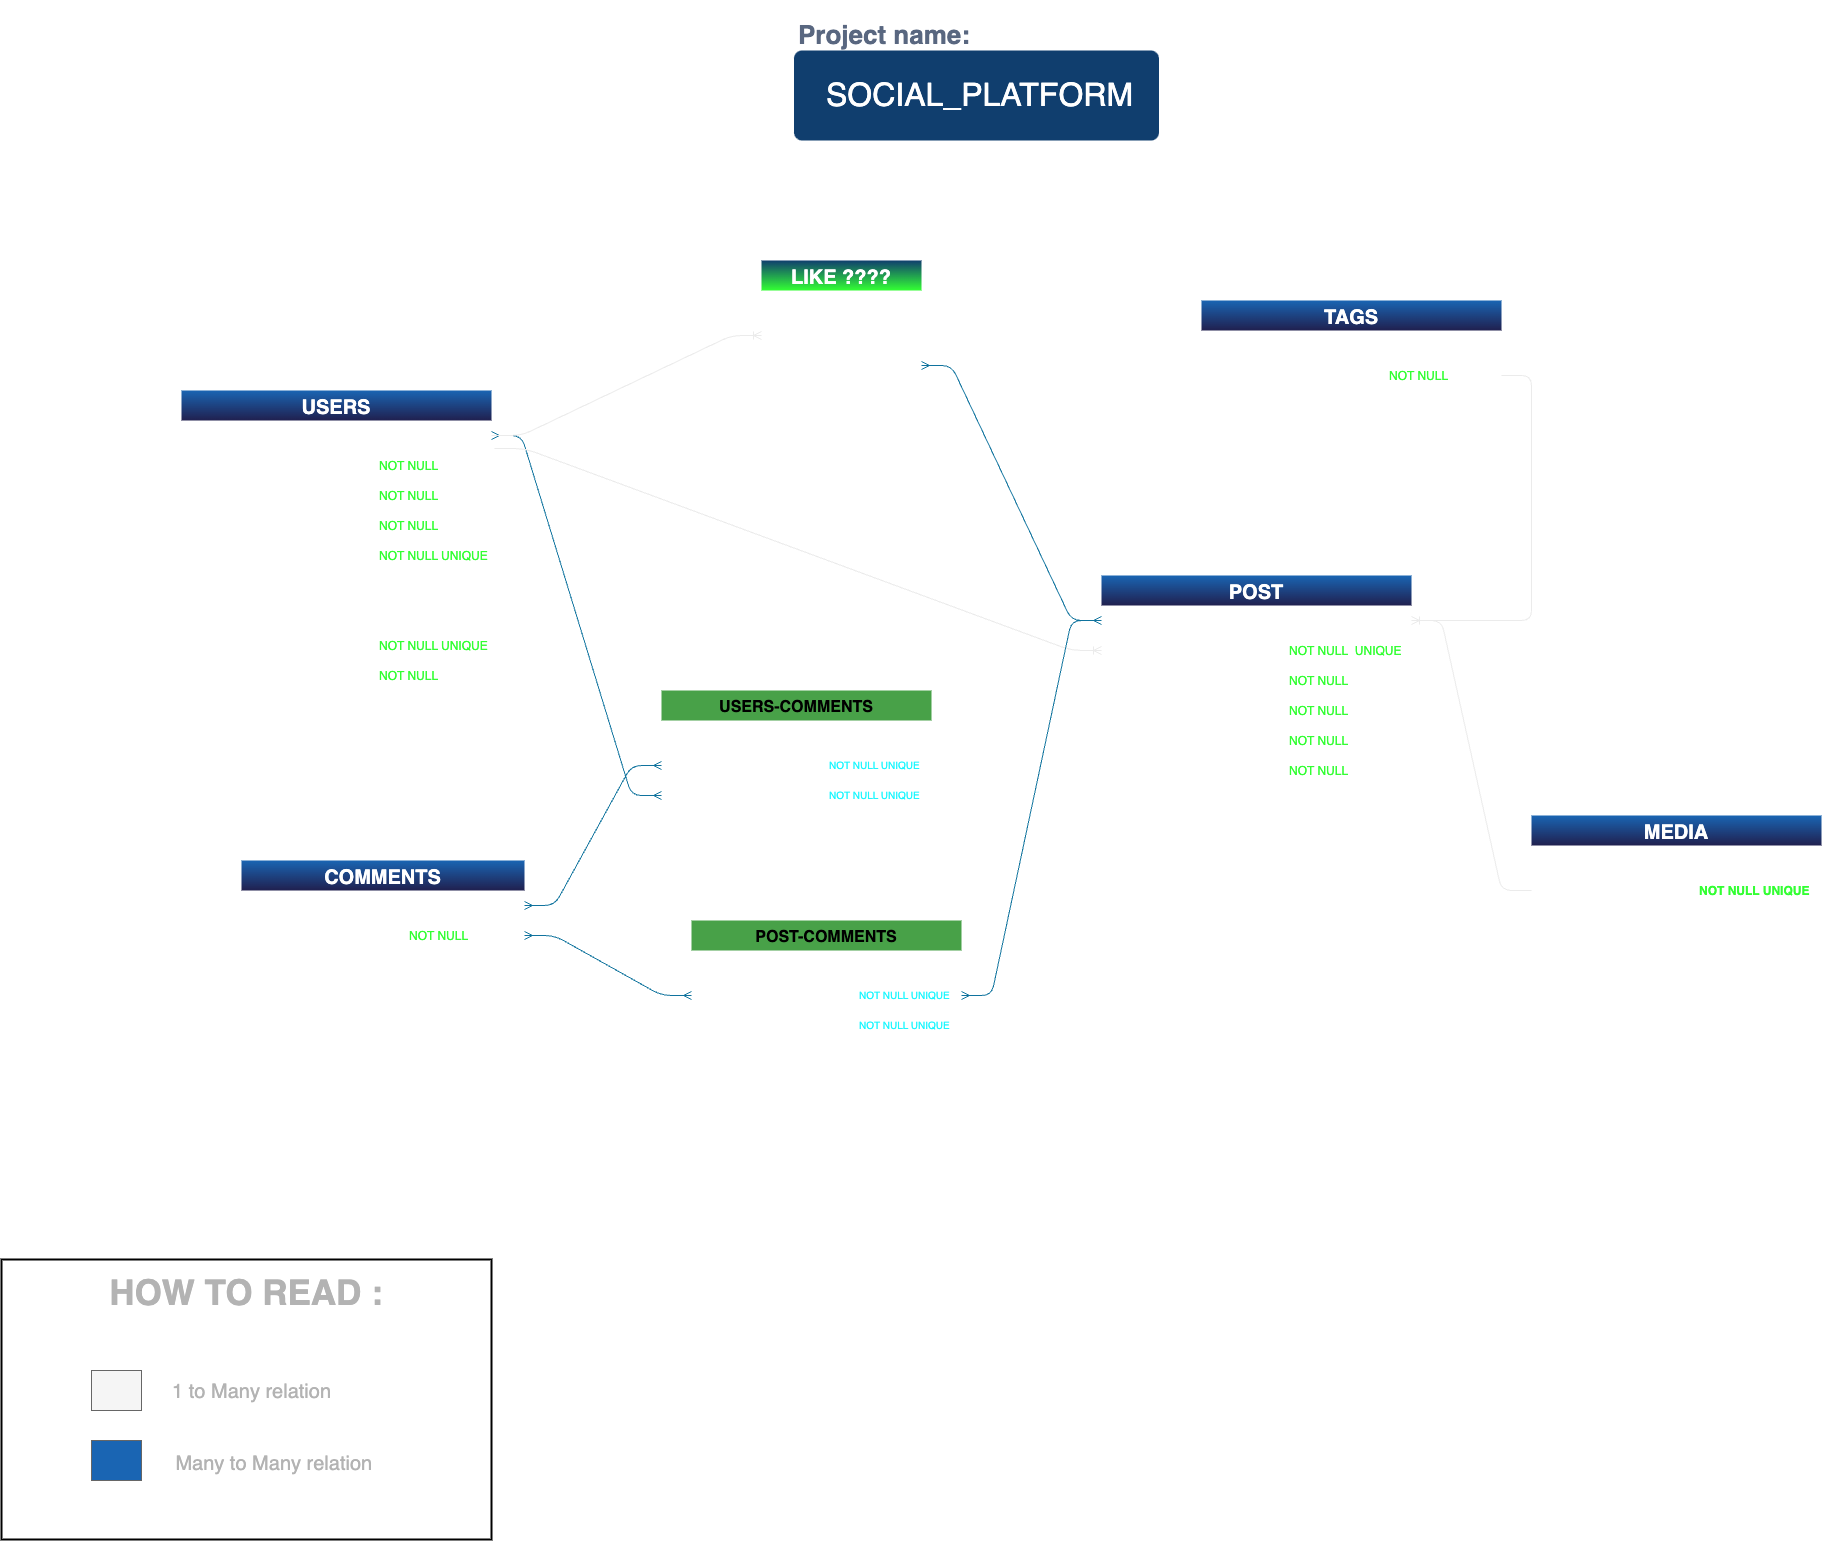 Project name:
SOCIAL_PLATFORM
LIKE ????
TAGS
NOT NULL
USERS
NOT NULL
NOT NULL
NOT NULL
NOT NULL UNIQUE
NOT NULL UNIQUE
NOT NULL
POST
NOT NULL  UNIQUE
NOT NULL
NOT NULL
NOT NULL
NOT NULL
USERS-COMMENTS
NOT NULL UNIQUE
NOT NULL UNIQUE
MEDIA
NOT NULL UNIQUE
COMMENTS
NOT NULL
POST-COMMENTS
NOT NULL UNIQUE
NOT NULL UNIQUE
HOW TO READ :
1 to Many relation
Many to Many relation